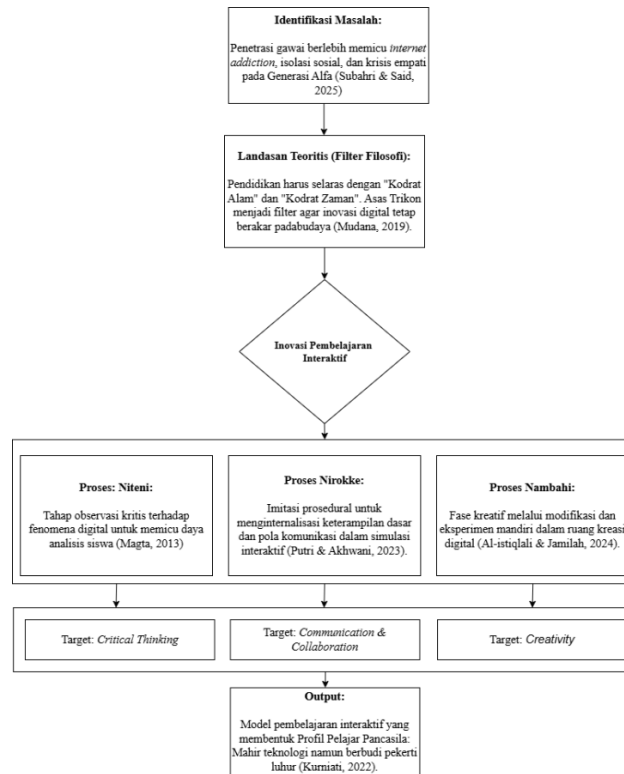 Identifikasi Masalah:
Penetrasi gawai berlebih memicu internet
addiction, isolasi sosial, dan krisis empati
pada Generasi Alfa (Subahri & Said,
2025)
Landasan Teoritis (Filter Filosofi):
Pendidikan harus selaras dengan "Kodrat
Alam" dan "Kodrat Zaman". Asas Trikon
menjadi filter agar inovasi digital tetap
berakar padabudaya (Mudana, 2019).
Inovasi Pembelajaran
Interaktif
Proses: Niteni:
Tahap observasi kritis terhadap
fenomena digital untuk memicu daya
analisis siswa (Magta, 2013)
Proses Nirokke:
Imitasi prosedural untuk
menginternalisasi keterampilan dasar
dan pola komunikasi dalam simulasi
interaktif (Putri & Akhwani, 2023).
Proses Nambahi:
Fase kreatif melalui modifikasi dan
eksperimen mandiri dalam ruang kreasi
digital (Al-istiqlali & Jamilah, 2024).
Target: Critical Thinking
Target: Communication &
Collaboration
Target: Creativity
Output:
Model pembelajaran interaktif yang
membentuk Profil Pelajar Pancasila:
Mahir teknologi namun berbudi pekerti
luhur (Kurniati, 2022).